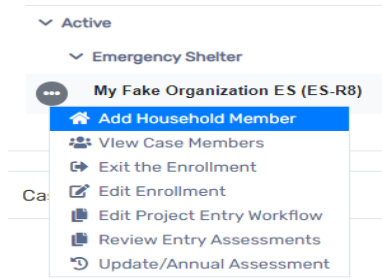 Active
Emergency Shelter
My Fake Organization ES (ES-R8)
Add Household Member
VIew Case Members
Exit the Enrollment
Ca
Edit Enrollment
Edit Project Entry Workflow
Review Entry Assessments
Update/Annual Assessment